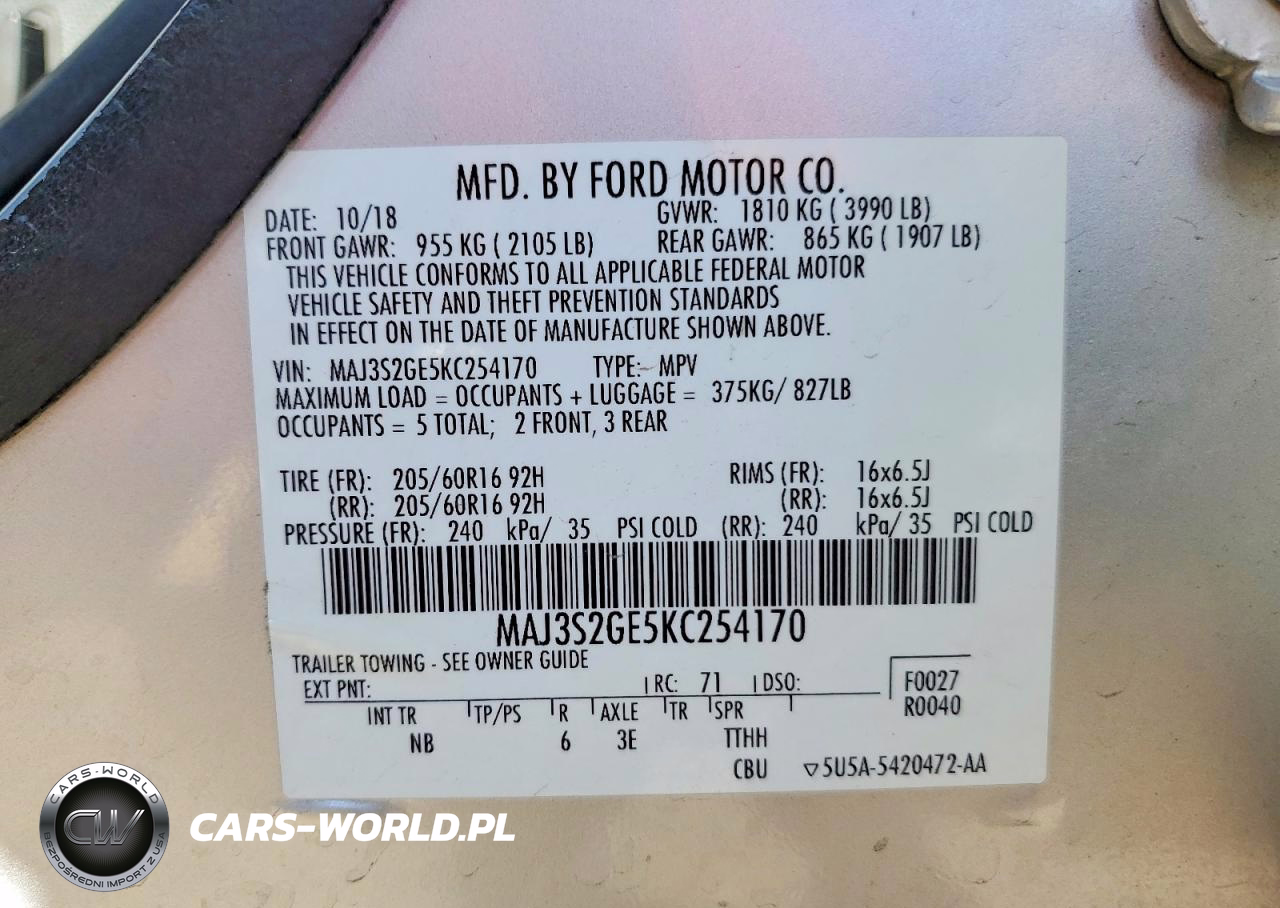 MFD. BY FORD MOTOR CO.
DATE: 10/18 GVWR: 1810 KG ( 3990 LB)
FRONT GAWR: 955 KG ( 2105 LB) REAR GAWR: 865 KG ( 1907 LB)
THIS VEHICLE CONFORMS TO ALL APPLICABLE FEDERAL MOTOR
VEHICLE SAFETY AND THEFT PREVENTION STANDARDS
IN EFFECT ON THE DATE OF MANUFACTURE SHOWN ABOVE.
VIN: MAJ3S2GE5KC254170 TYPE: MPV
MAXIMUM LOAD = OCCUPANTS + LUGGAGE = 375KG/ 827LB
OCCUPANTS = 5 TOTAL; 2 FRONT, 3 REAR
TIRE (FR): 205/60R16 92H RIMS (FR): 16x6.5J
(RR): 205/60R16 92H (RR): 16x6.5J
PRESSURE (FR): 240 kPa/ 35 PSI COLD (RR): 240 kPa/ 35 PSI COLD
MAJ3S2GE5KC254170
TRAILER TOWING - SEE OWNER GUIDE
EXT PNT: RC: 71 DSO: F0027
R0040
INT TR TP/PS R AXLE TR SPR
NB 6 3E TTHH
CBU ▽5U5A-5420472-AA
CARS-WORLD
CW
BEZPOŚREDNI IMPORT Z USA
CARS-WORLD.PL